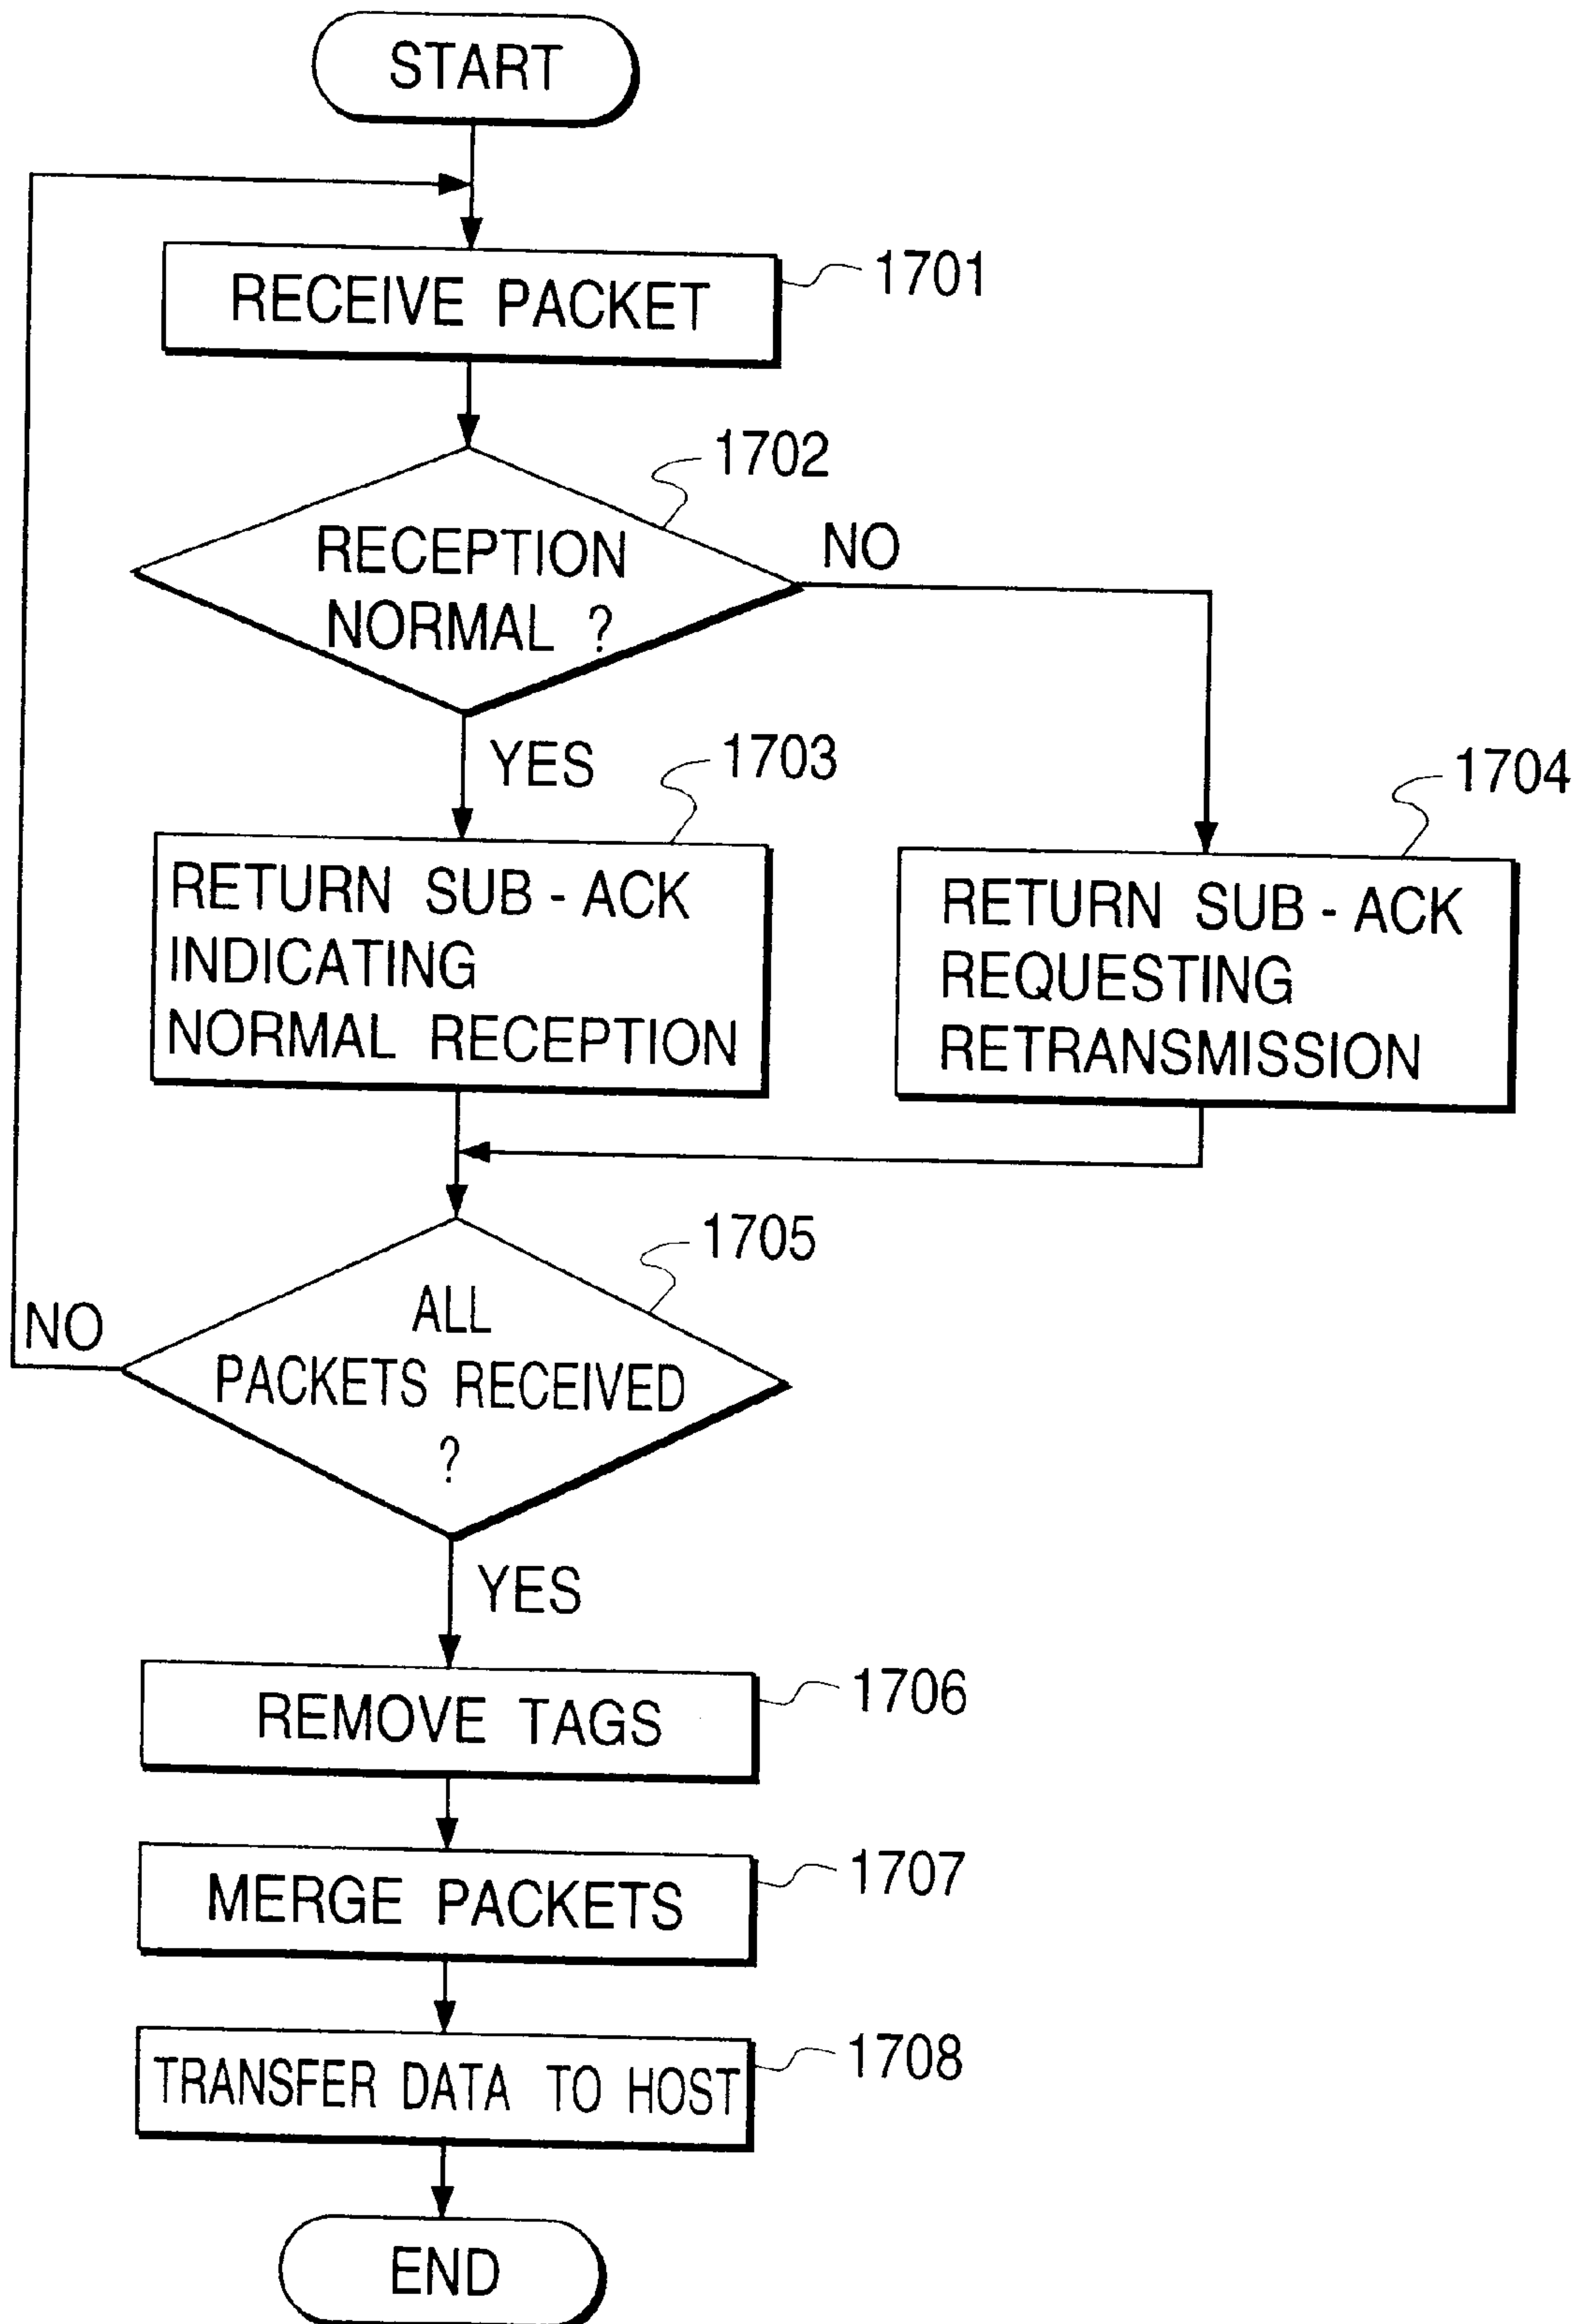 START
RECEIVE PACKET
1701
1702
RECEPTION
NORMAL ?
NO
YES
1703
RETURN SUB - ACK
INDICATING
NORMAL RECEPTION
1704
RETURN SUB - ACK
REQUESTING
RETRANSMISSION
1705
ALL
PACKETS RECEIVED
?
NO
YES
REMOVE TAGS
1706
MERGE PACKETS
1707
TRANSFER DATA TO HOST
1708
END